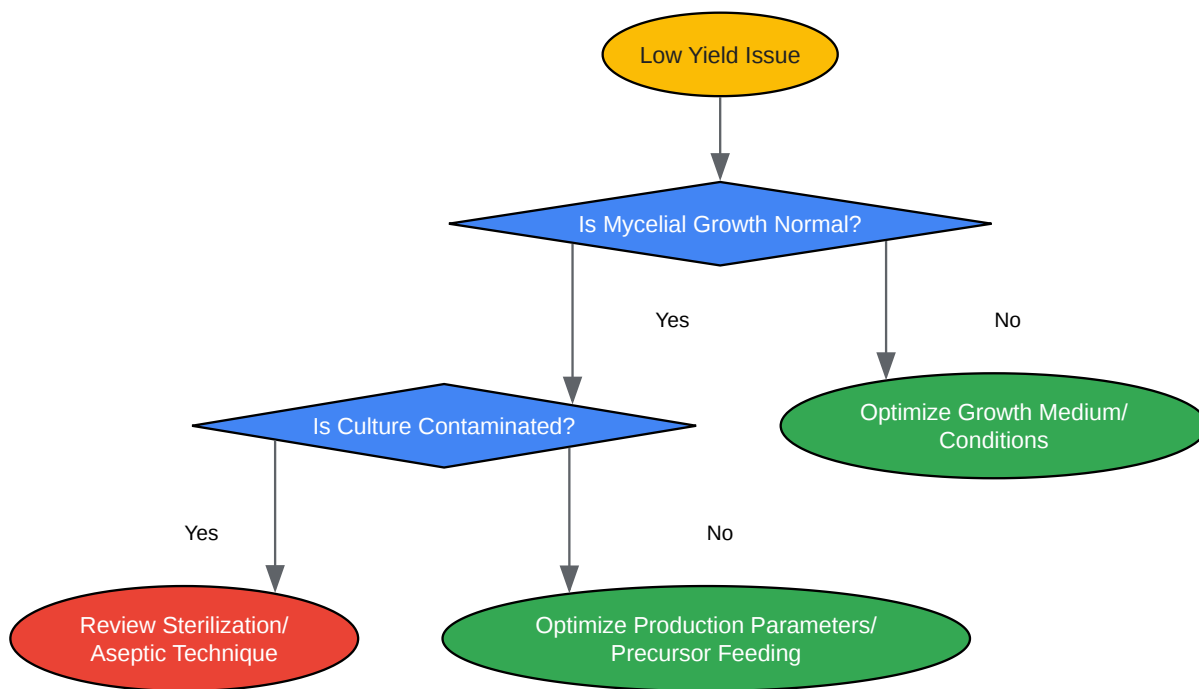 Low Yield Issue
Is Mycelial Growth Normal?
Yes
No
Is Culture Contaminated?
Optimize Growth Medium/
Conditions
Yes
No
Review Sterilization/
Aseptic Technique
Optimize Production Parameters/
Precursor Feeding